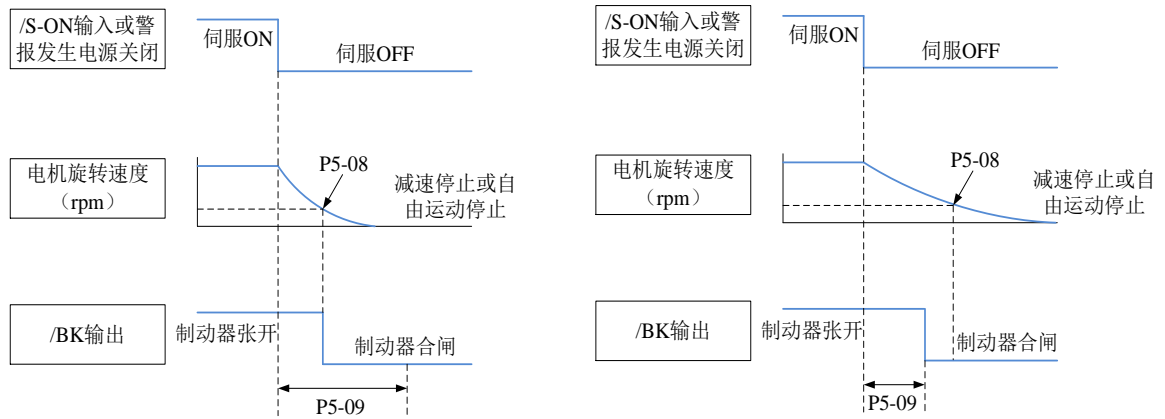 /S-ON输入或警
报发生电源关闭
伺服ON
伺服OFF
电机旋转速度
（rpm）
P5-08
减速停止或自
由运动停止
/BK输出
制动器张开
制动器合闸
P5-09
/S-ON输入或警
报发生电源关闭
伺服ON
伺服OFF
电机旋转速度
（rpm）
P5-08
减速停止或自
由运动停止
/BK输出
制动器张开
制动器合闸
P5-09